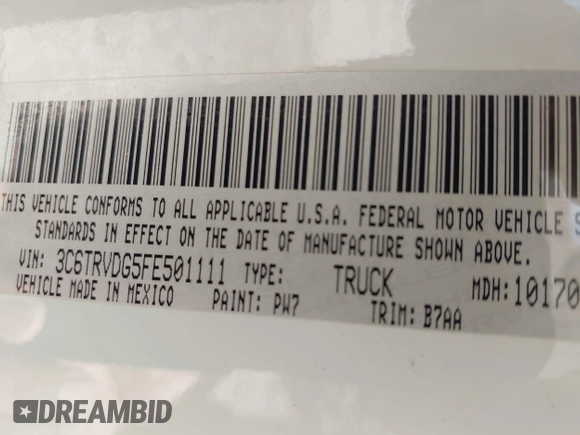 THIS VEHICLE CONFORMS TO ALL APPLICABLE U.S.A. FEDERAL MOTOR VEHICLE S
STANDARDS IN EFFECT ON THE DATE OF MANUFACTURE SHOWN ABOVE.
VIN: 3C6TRVDG5FE501111 TYPE: TRUCK MDH: 10170
VEHICLE MADE IN MEXICO PAINT: PW7 TRIM: B7AA
DREAMBID